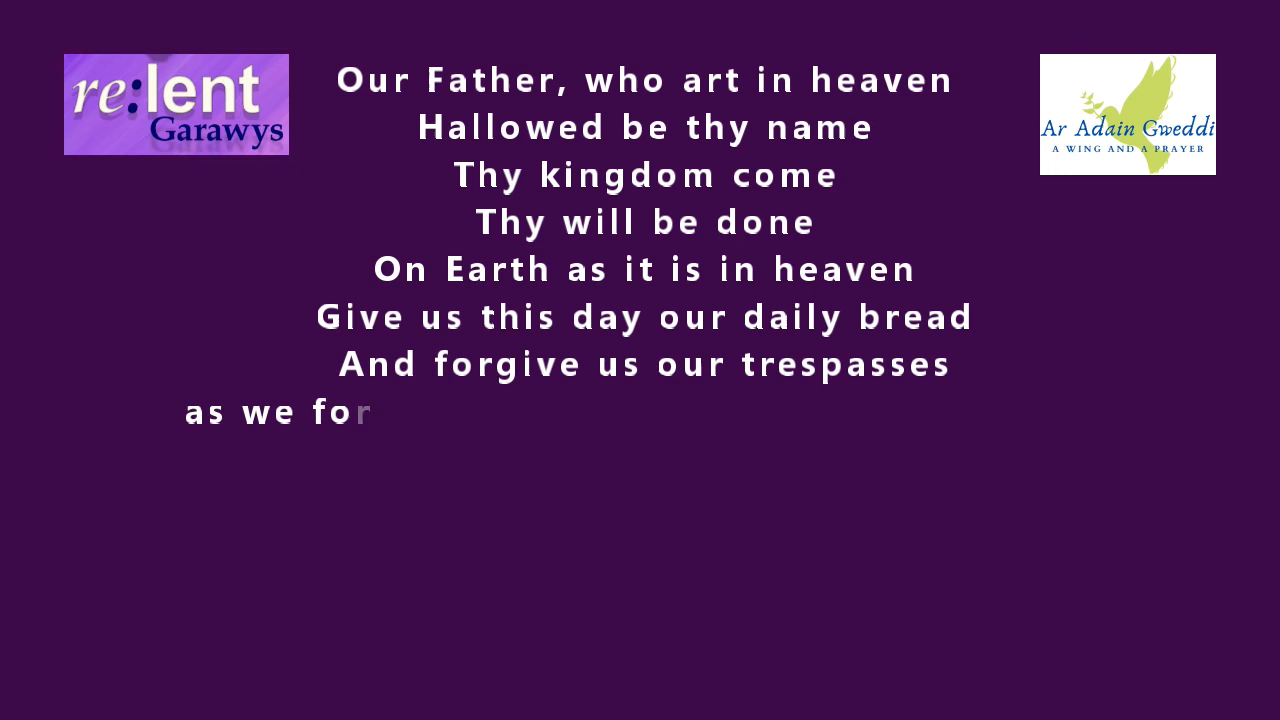 re:lent
Garawys
Our Father, who art in heaven
Hallowed be thy name
Thy kingdom come
Thy will be done
On Earth as it is in heaven
Give us this day our daily bread
And forgive us our trespasses
as we for
Ar Adain Gweddi
A WING AND A PRAYER